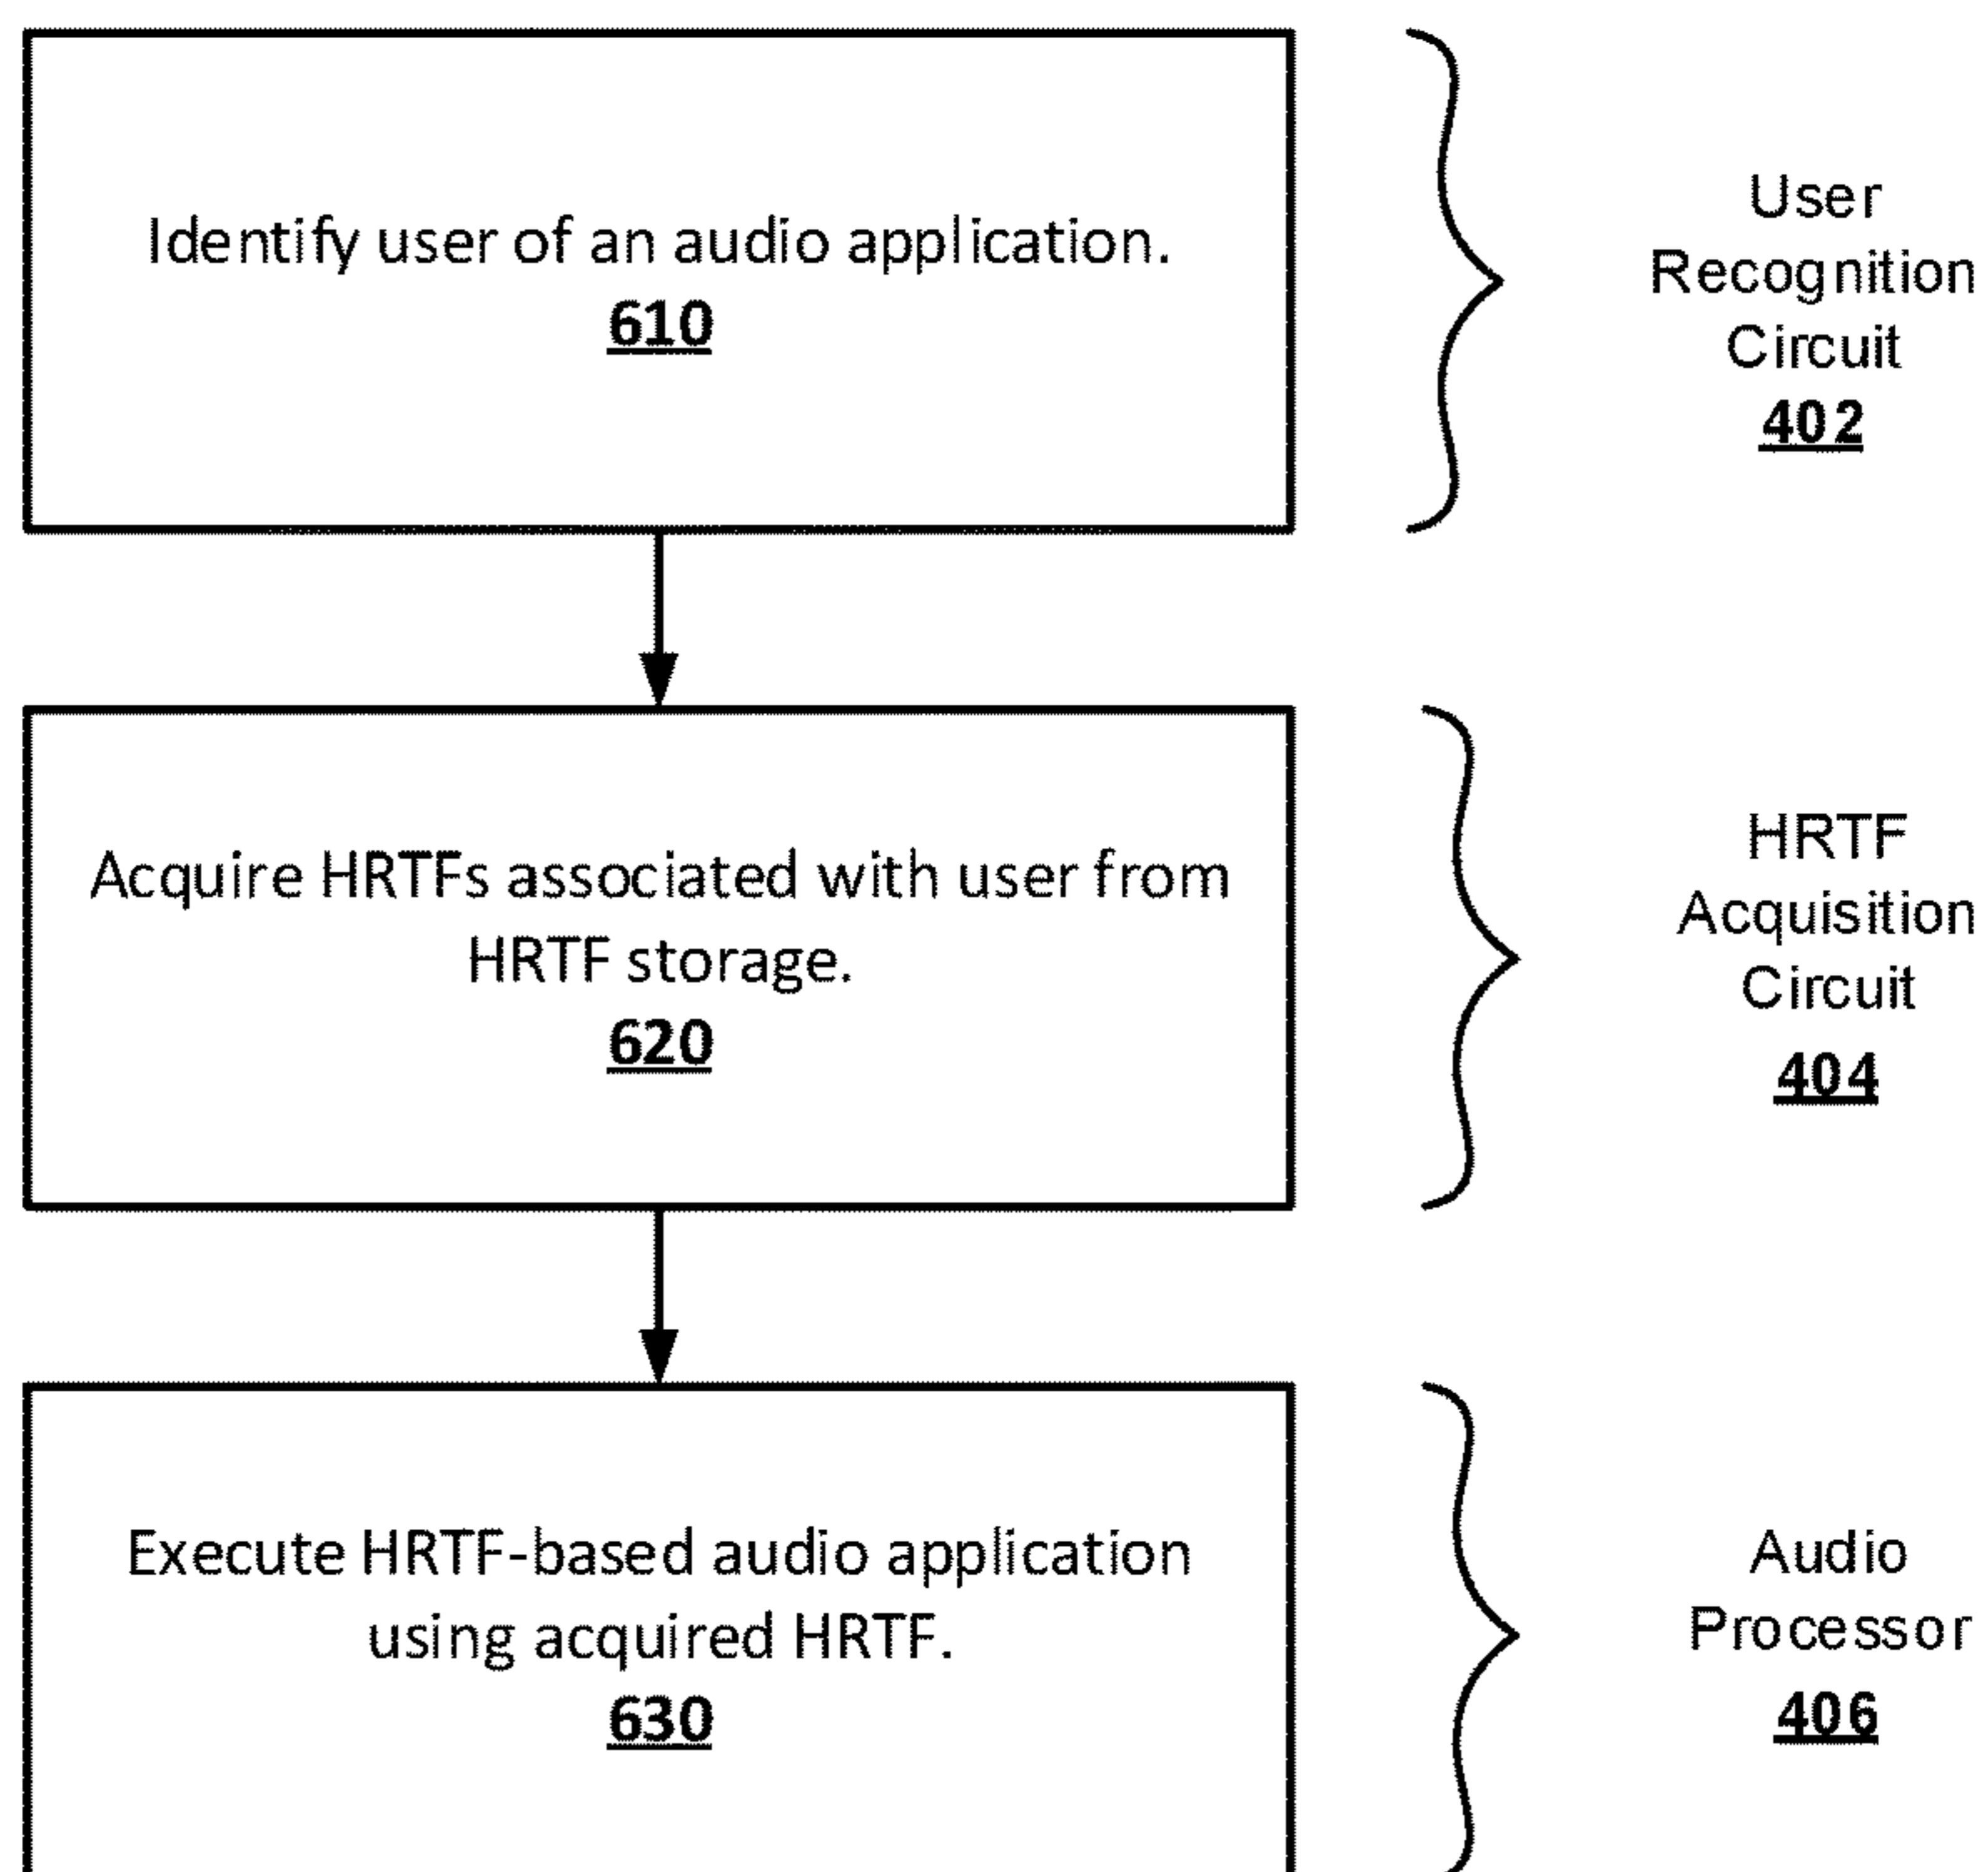 Identify user of an audio application.
610
User
Recognition
Circuit
402
Acquire HRTFs associated with user from
HRTF storage.
620
HRTF
Acquisition
Circuit
404
Execute HRTF-based audio application
using acquired HRTF.
630
Audio
Processor
406